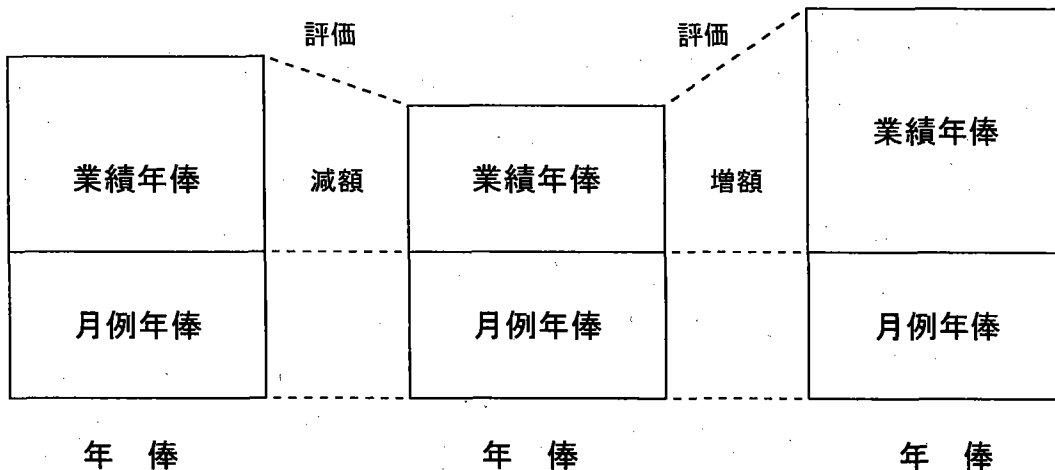 評価
評価
業績年俸
減額
業績年俸
増額
業績年俸
月例年俸
月例年俸
月例年俸
年 俸
年 俸
年 俸